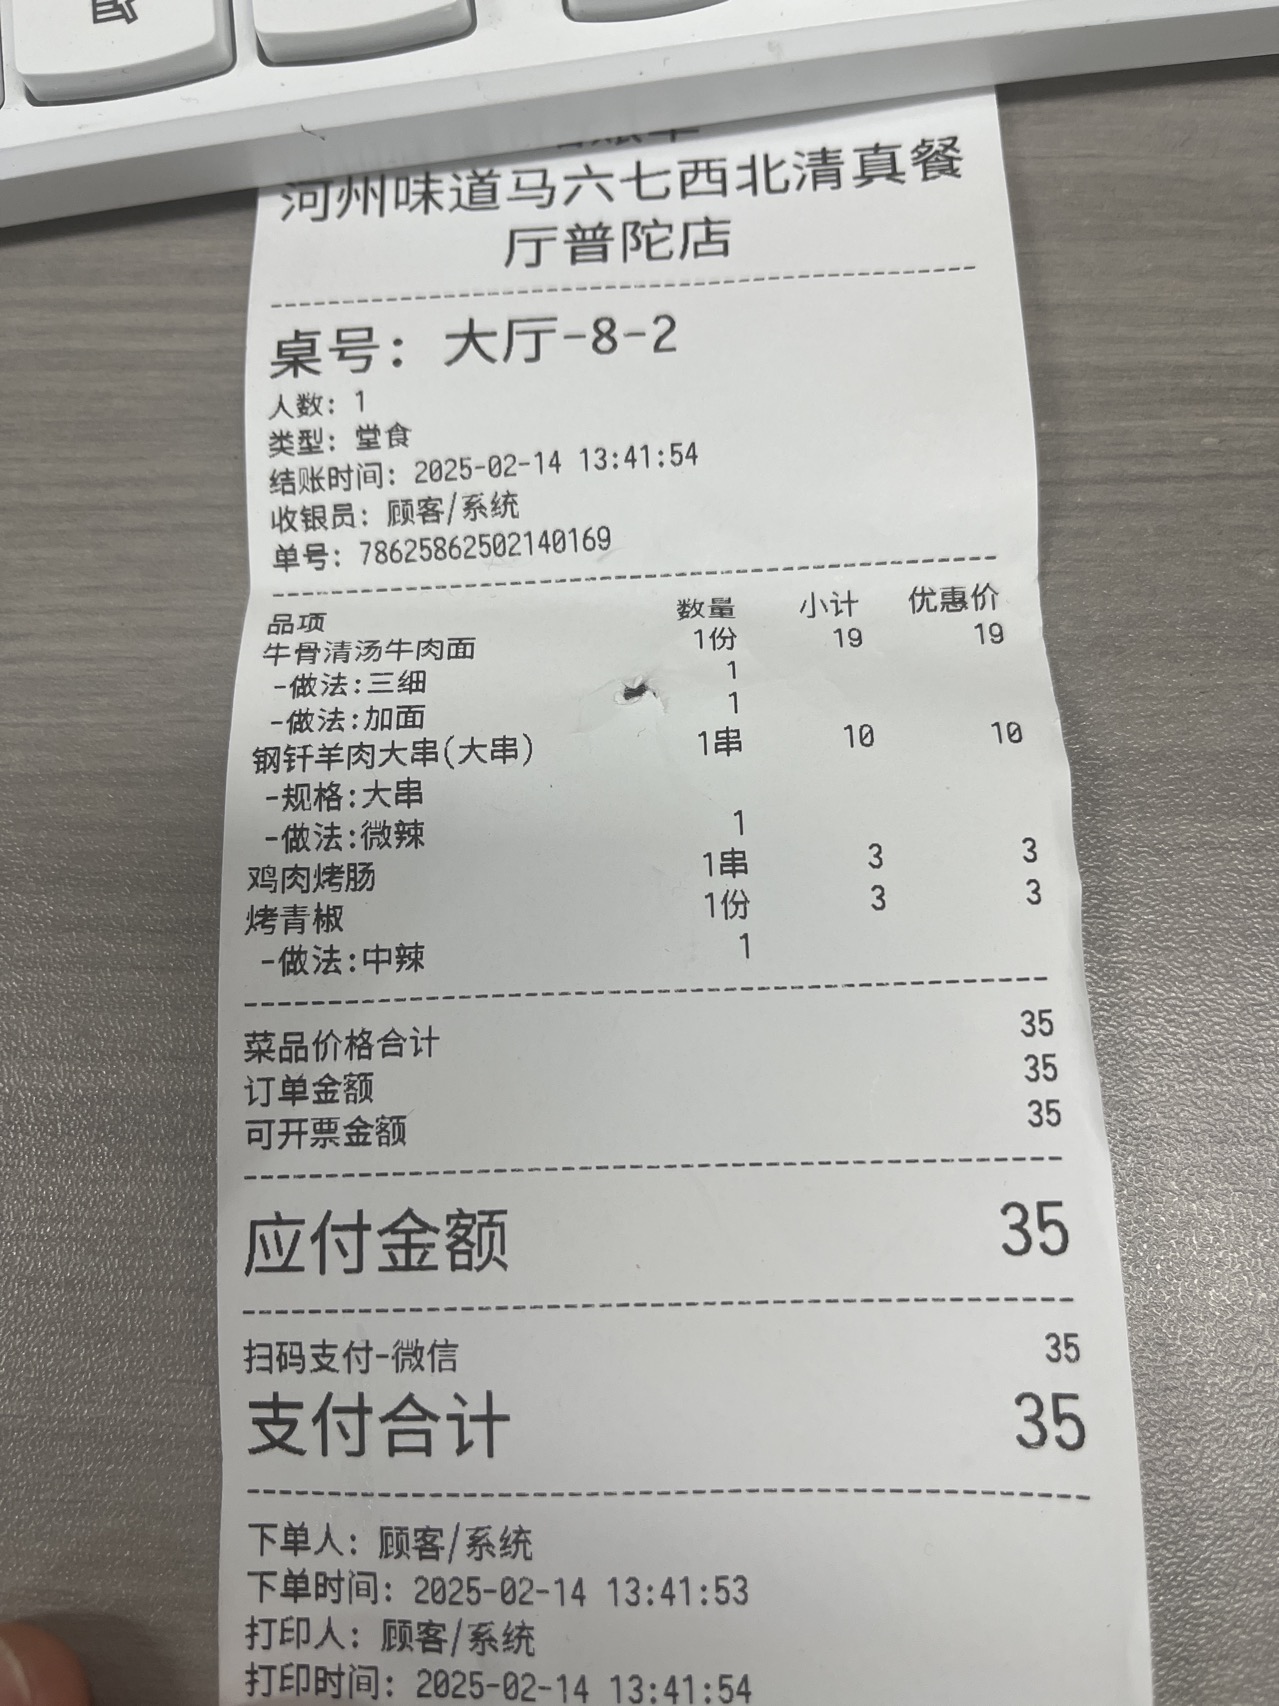 河州味道马六七西北清真餐
厅普陀店
桌号：大厅-8-2
人数：1
类型：堂食
结账时间：2025-02-14 13:41:54
收银员：顾客/系统
单号：78625862502140169
品项 数量 小计 优惠价
牛骨清汤牛肉面 1份 19 19
-做法:三细 1
-做法:加面 1
钢钎羊肉大串(大串) 1串 10 10
-规格:大串
-做法:微辣 1
鸡肉烤肠 1串 3 3
烤青椒 1份 3 3
-做法:中辣 1
菜品价格合计 35
订单金额 35
可开票金额 35
应付金额 35
扫码支付-微信 35
支付合计 35
下单人：顾客/系统
下单时间：2025-02-14 13:41:53
打印人：顾客/系统
打印时间：2025-02-14 13:41:54